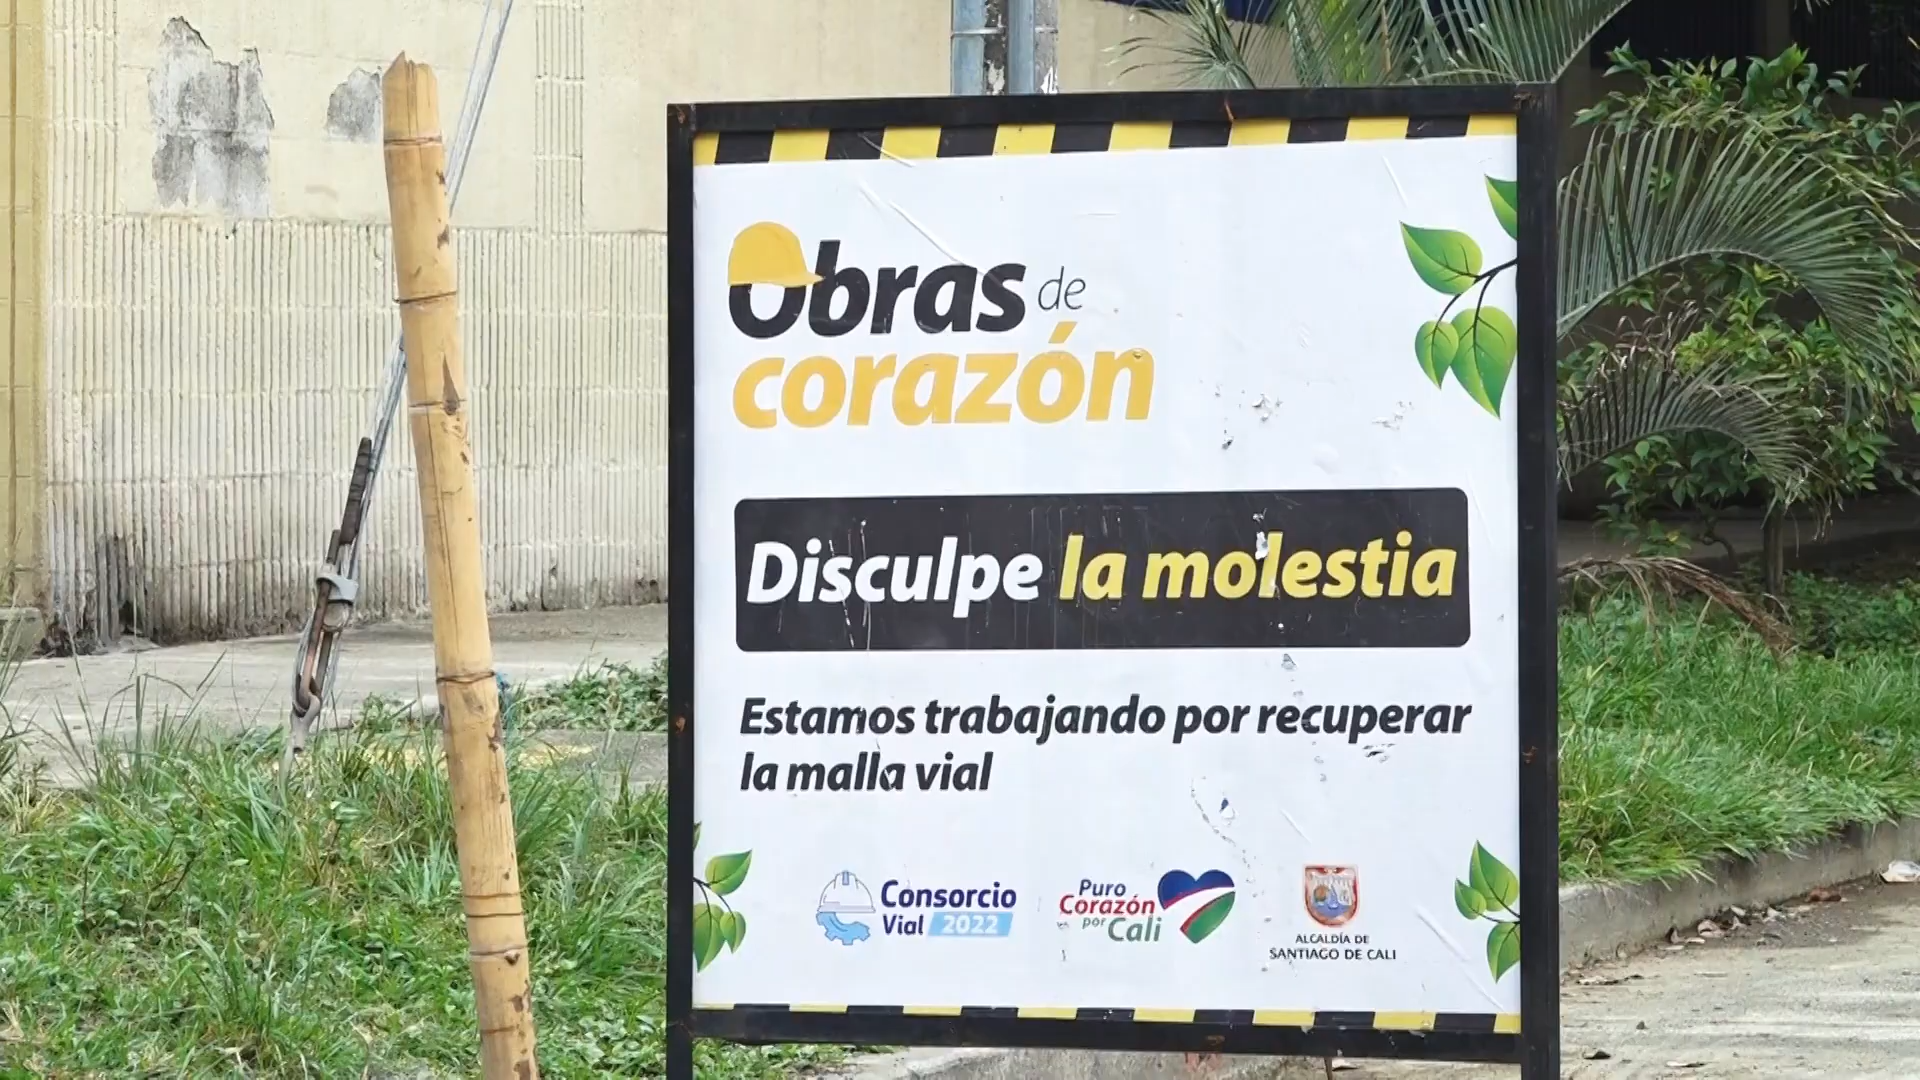 Obras de
corazón
Disculpe la molestia
Estamos trabajando por recuperar
la malla vial
Consorcio
Vial 2022
Puro
Corazón
por Cali
ALCALDÍA DE
SANTIAGO DE CALI